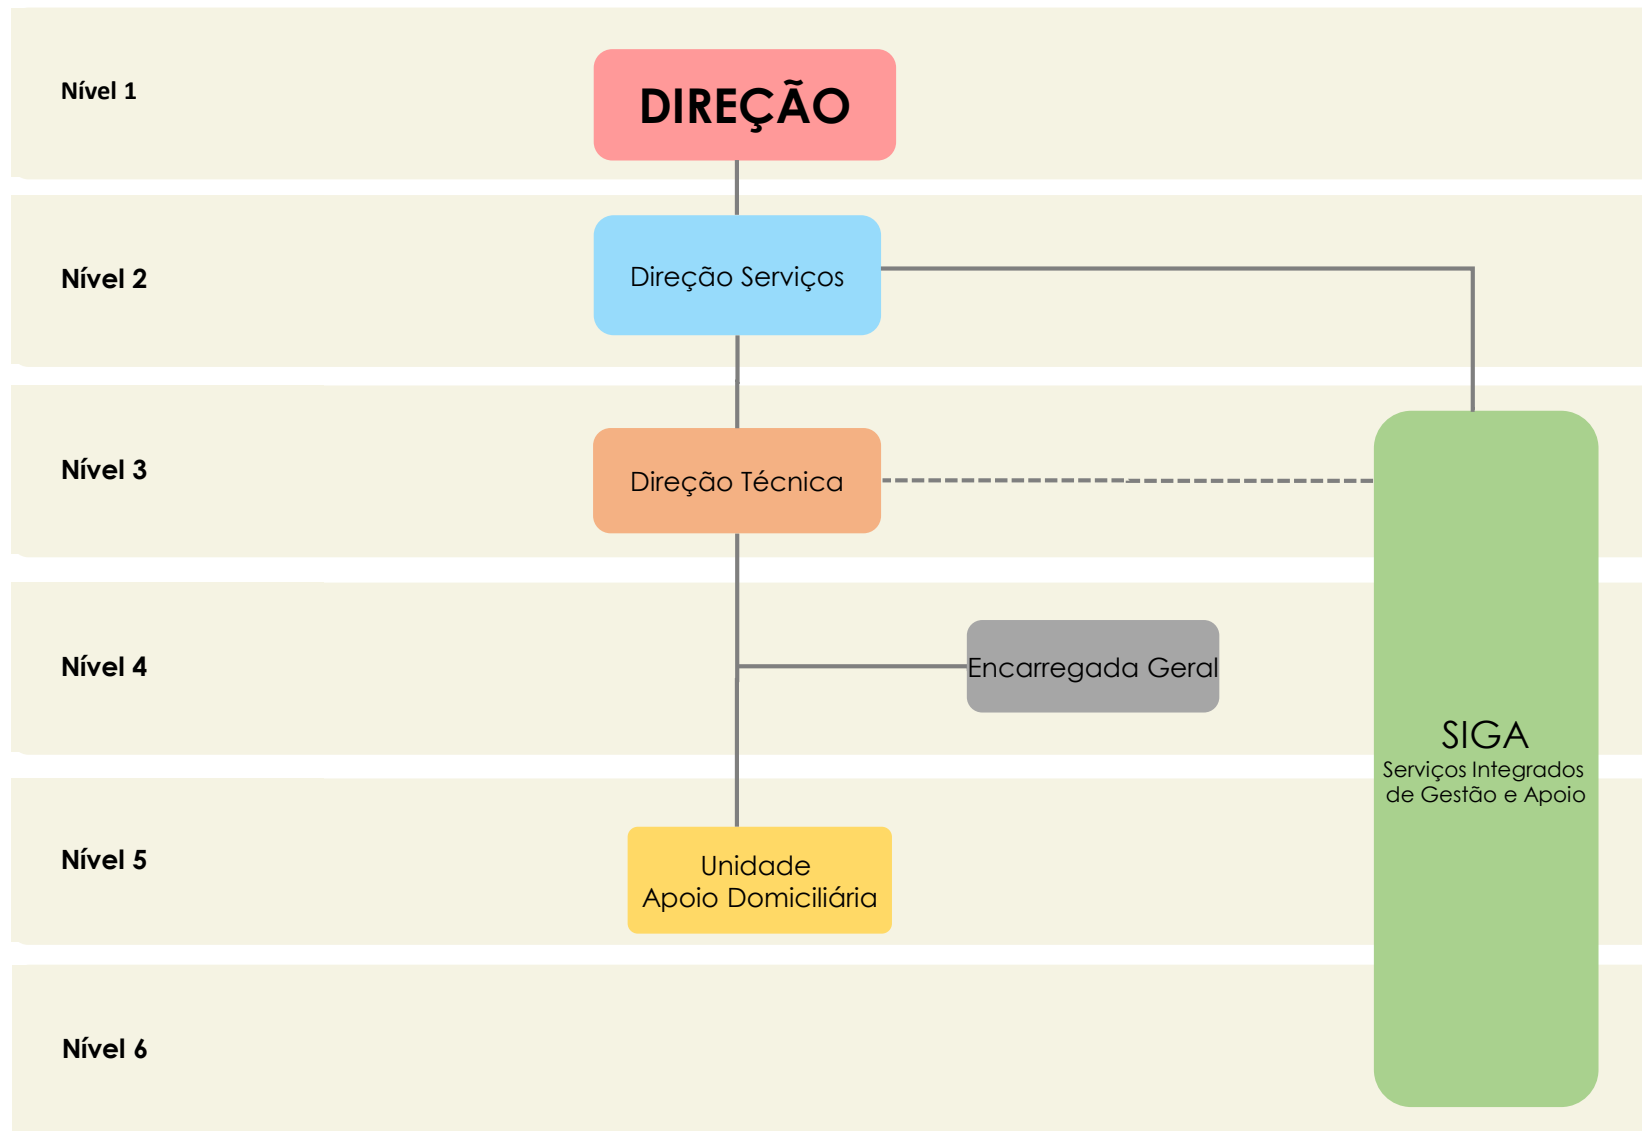 Nível 1
DIREÇÃO
Nível 2
Direção Serviços
Nível 3
Direção Técnica
Nível 4
Encarregada Geral
SIGA
Serviços Integrados
de Gestão e Apoio
Nível 5
Unidade
Apoio Domiciliária
Nível 6